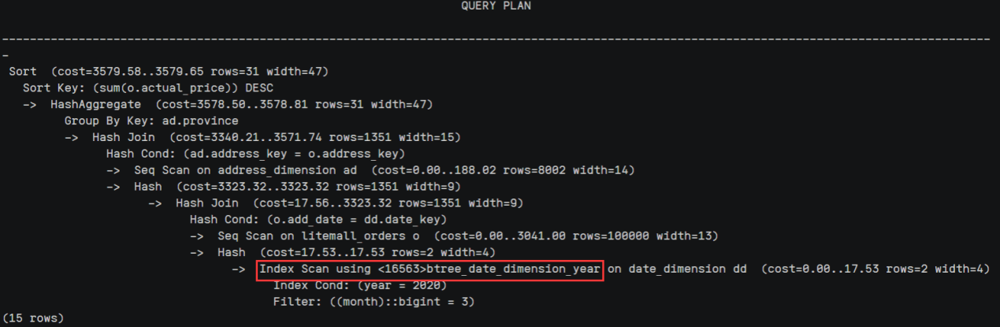 QUERY PLAN
---------------------------------------------------------------------------------------------------------------------------------------------
-
Sort  (cost=3579.58..3579.65 rows=31 width=47)
  Sort Key: (sum(o.actual_price)) DESC
  ->  HashAggregate  (cost=3578.50..3578.81 rows=31 width=47)
        Group By Key: ad.province
        ->  Hash Join  (cost=3340.21..3571.74 rows=1351 width=15)
              Hash Cond: (ad.address_key = o.address_key)
              ->  Seq Scan on address_dimension ad  (cost=0.00..188.02 rows=8002 width=14)
              ->  Hash  (cost=3323.32..3323.32 rows=1351 width=9)
                    ->  Hash Join  (cost=17.56..3323.32 rows=1351 width=9)
                          Hash Cond: (o.add_date = dd.date_key)
                          ->  Seq Scan on litemall_orders o  (cost=0.00..3041.00 rows=100000 width=13)
                          ->  Hash  (cost=17.53..17.53 rows=2 width=4)
                                ->  Index Scan using <16563>btree_date_dimension_year on date_dimension dd  (cost=0.00..17.53 rows=2 width=4)
                                      Index Cond: (year = 2020)
                                      Filter: ((month)::bigint = 3)
(15 rows)